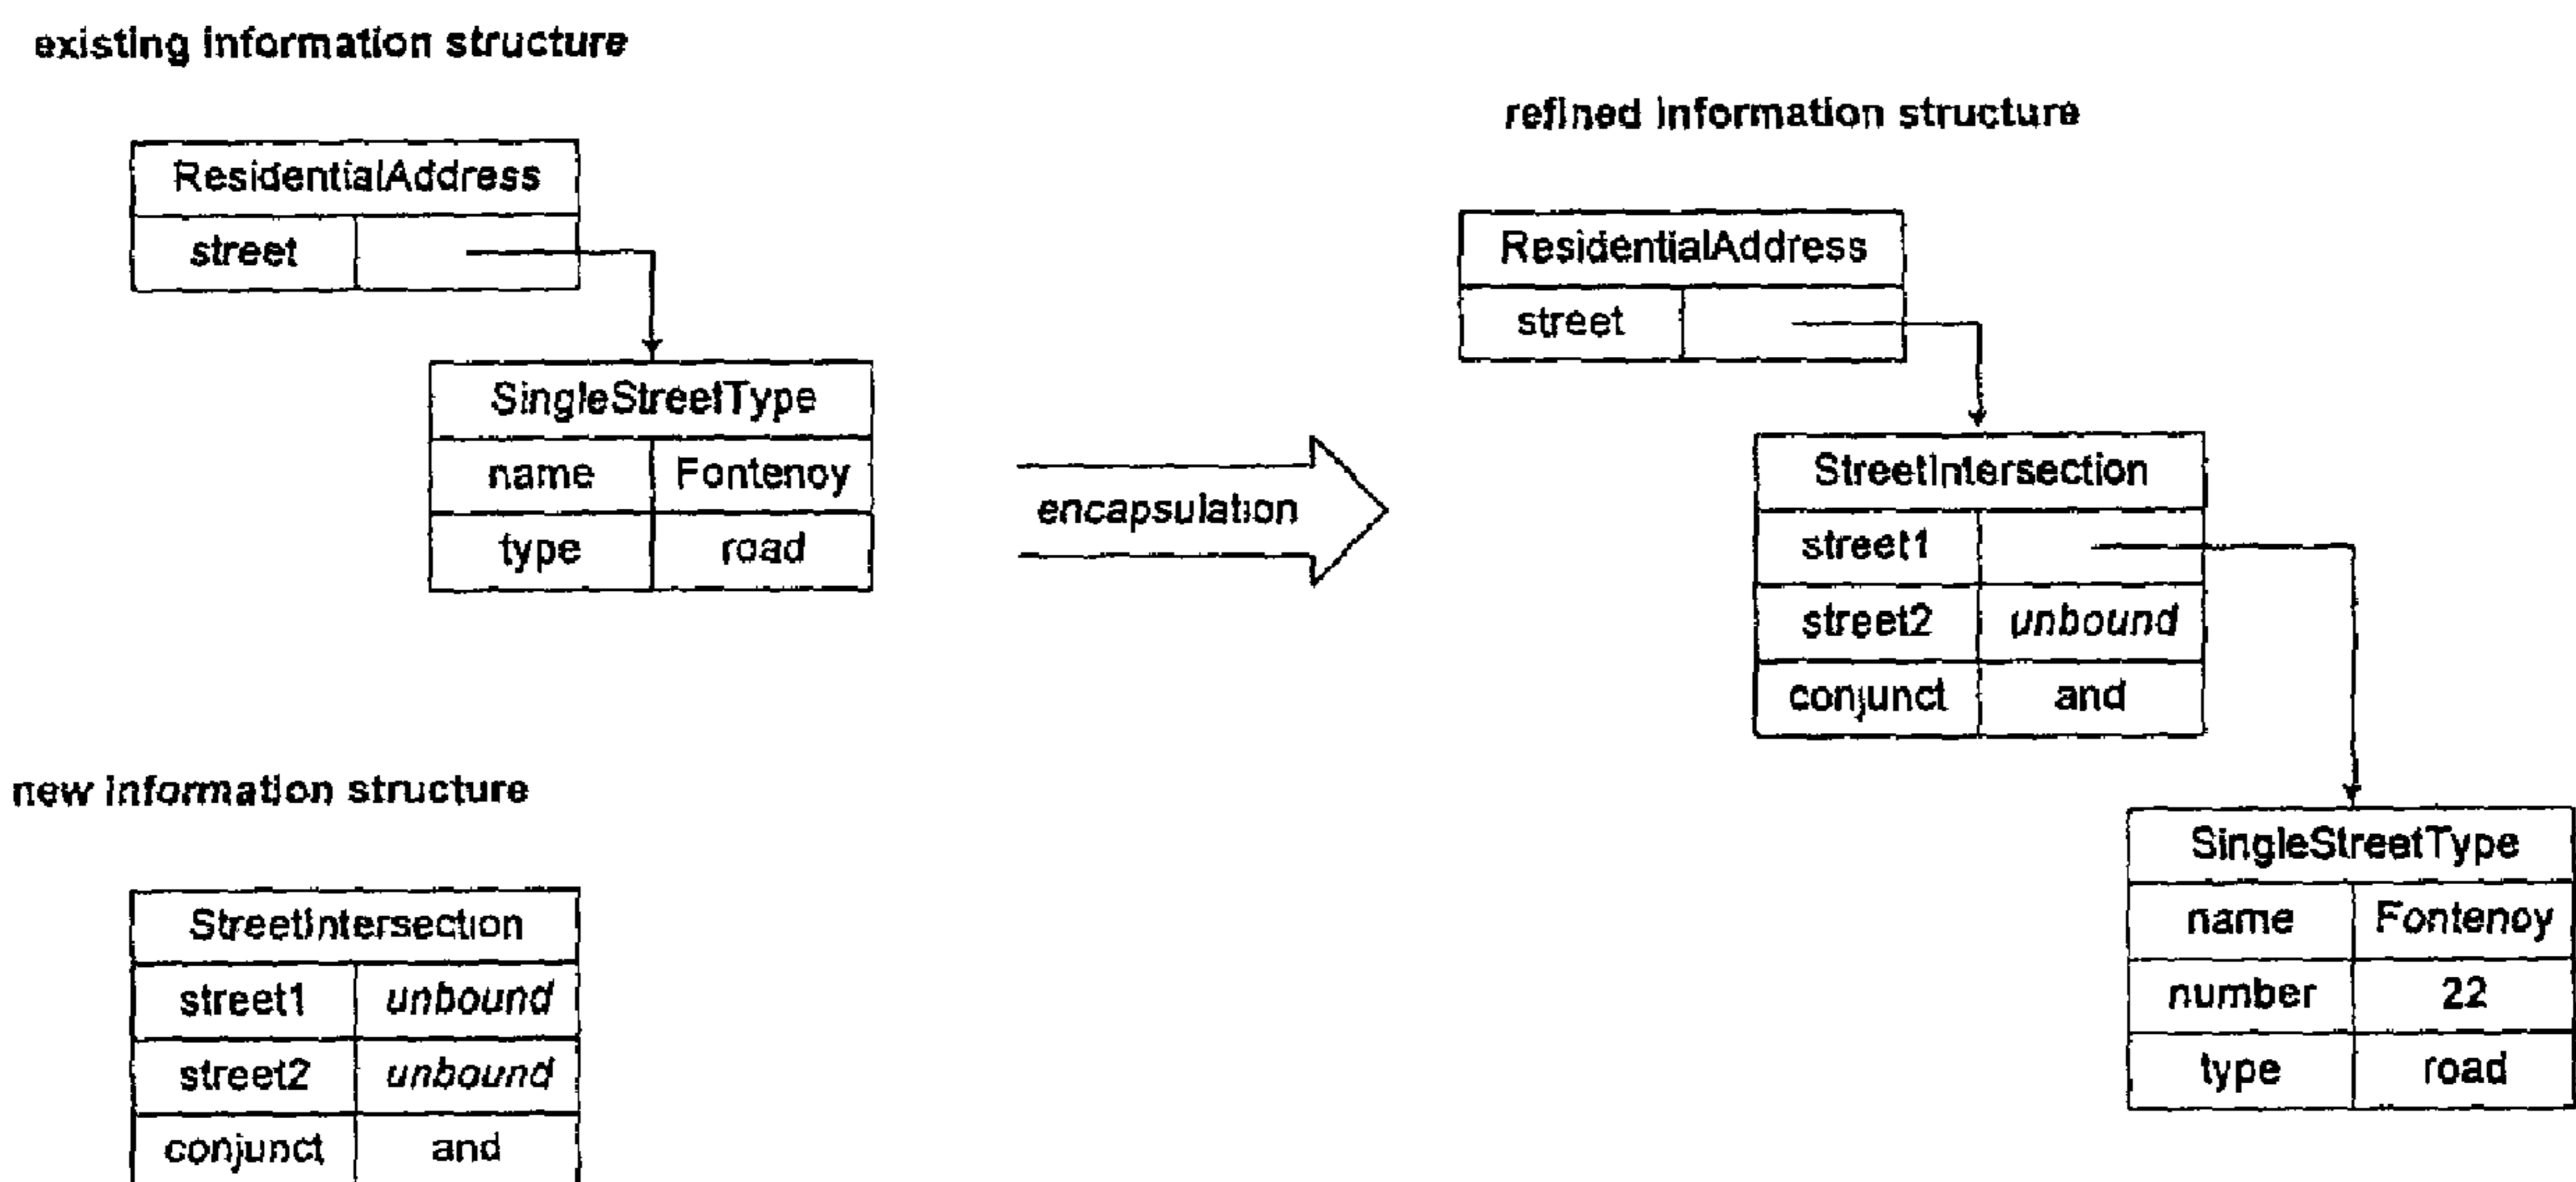 existing information structure
ResidentialAddress
street
SingleStreetType
name Fontenoy
type road
new information structure
StreetIntersection
street1 unbound
street2 unbound
conjunct and
encapsulation
refined information structure
ResidentialAddress
street
StreetIntersection
street1
street2 unbound
conjunct and
SingleStreetType
name Fontenoy
number 22
type road